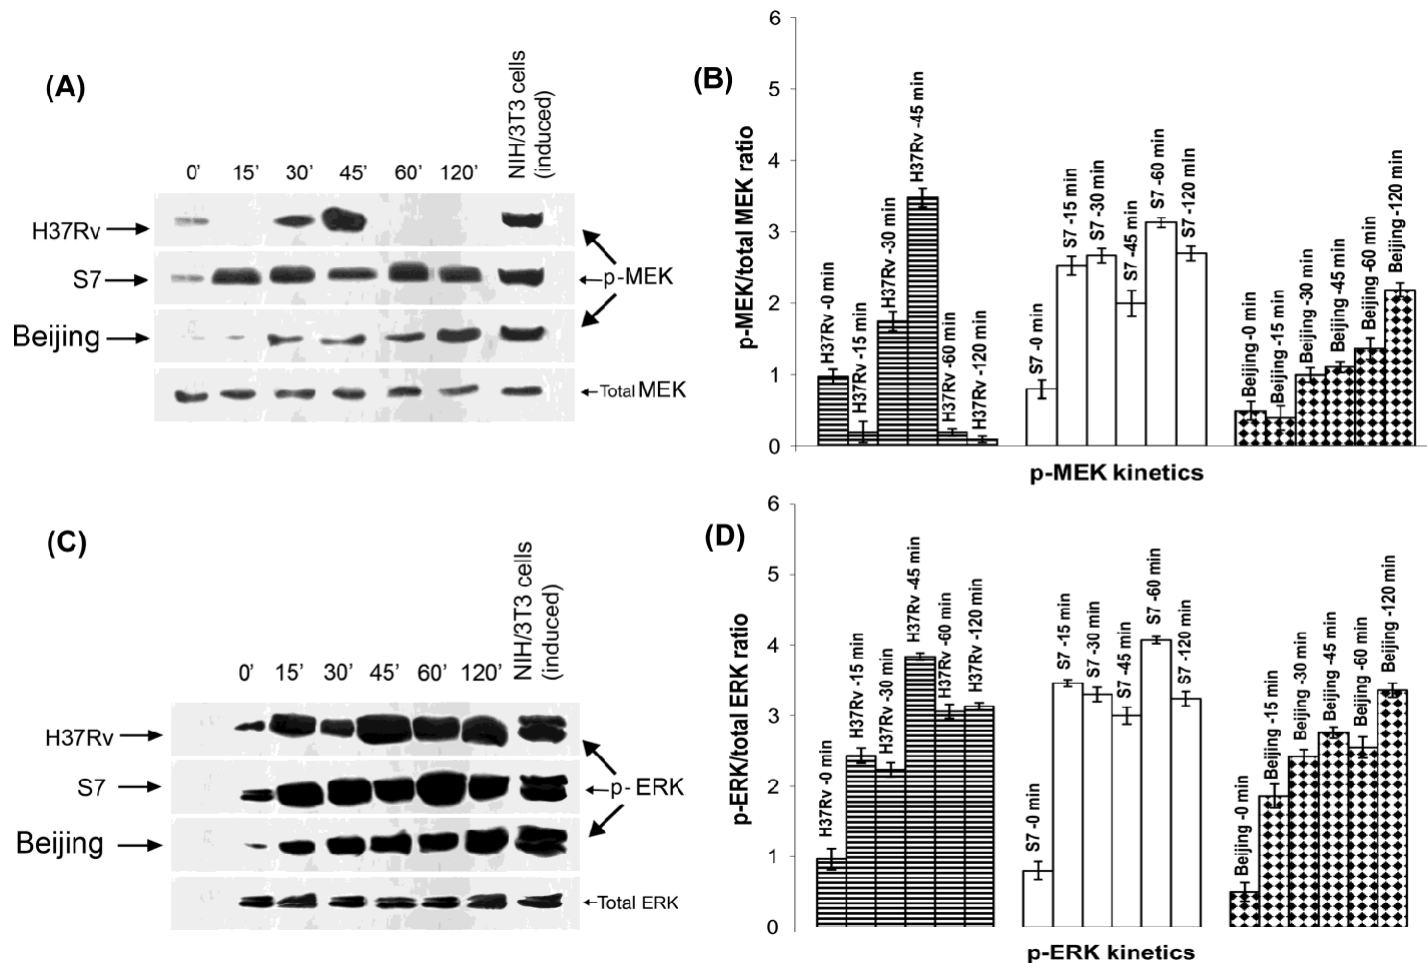 (A)
0' 15' 30' 45' 60' 120'
NIH/3T3 cells
(induced)
H37Rv
S7
Beijing
p-MEK
Total MEK
(B)
p-MEK/total MEK ratio
6
5
4
3
2
1
0
H37Rv -0 min
H37Rv -15 min
H37Rv -30 min
H37Rv -45 min
H37Rv -60 min
H37Rv -120 min
S7 -0 min
S7 -15 min
S7 -30 min
S7 -45 min
S7 -60 min
S7 -120 min
Beijing -0 min
Beijing -15 min
Beijing -30 min
Beijing -45 min
Beijing -60 min
Beijing -120 min
p-MEK kinetics
(C)
0' 15' 30' 45' 60' 120'
NIH/3T3 cells
(induced)
H37Rv
S7
Beijing
p- ERK
Total ERK
(D)
p-ERK/total ERK ratio
6
5
4
3
2
1
0
H37Rv -0 min
H37Rv -15 min
H37Rv -30 min
H37Rv -45 min
H37Rv -60 min
H37Rv -120 min
S7 -0 min
S7 -15 min
S7 -30 min
S7 -45 min
S7 -60 min
S7 -120 min
Beijing -0 min
Beijing -15 min
Beijing -30 min
Beijing -45 min
Beijing -60 min
Beijing -120 min
p-ERK kinetics